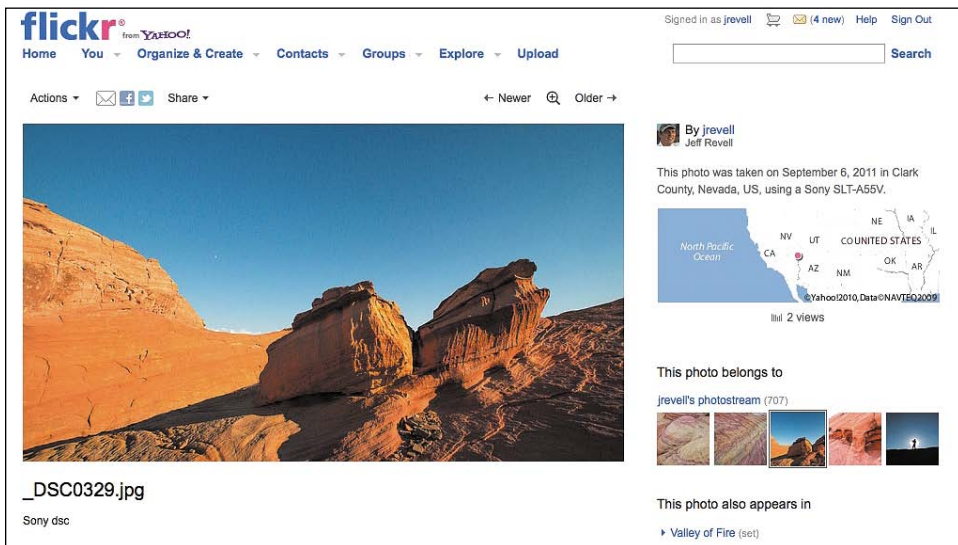 flickr® from YAHOO!
Signed in as jrevell (4 new) Help Sign Out
Home You Organize & Create Contacts Groups Explore Upload
Search
Actions Share
← Newer Older →
By jrevell
Jeff Revell
This photo was taken on September 6, 2011 in Clark
County, Nevada, US, using a Sony SLT-A55V.
North Pacific
Ocean
NE IA
NV UT COUNITED STATES IL
CA
AZ NM OK AR
©Yahoo!2010, Data©NAVTEQ2009
2 views
This photo belongs to
jrevell's photostream (707)
_DSC0329.jpg
Sony dsc
This photo also appears in
Valley of Fire (set)